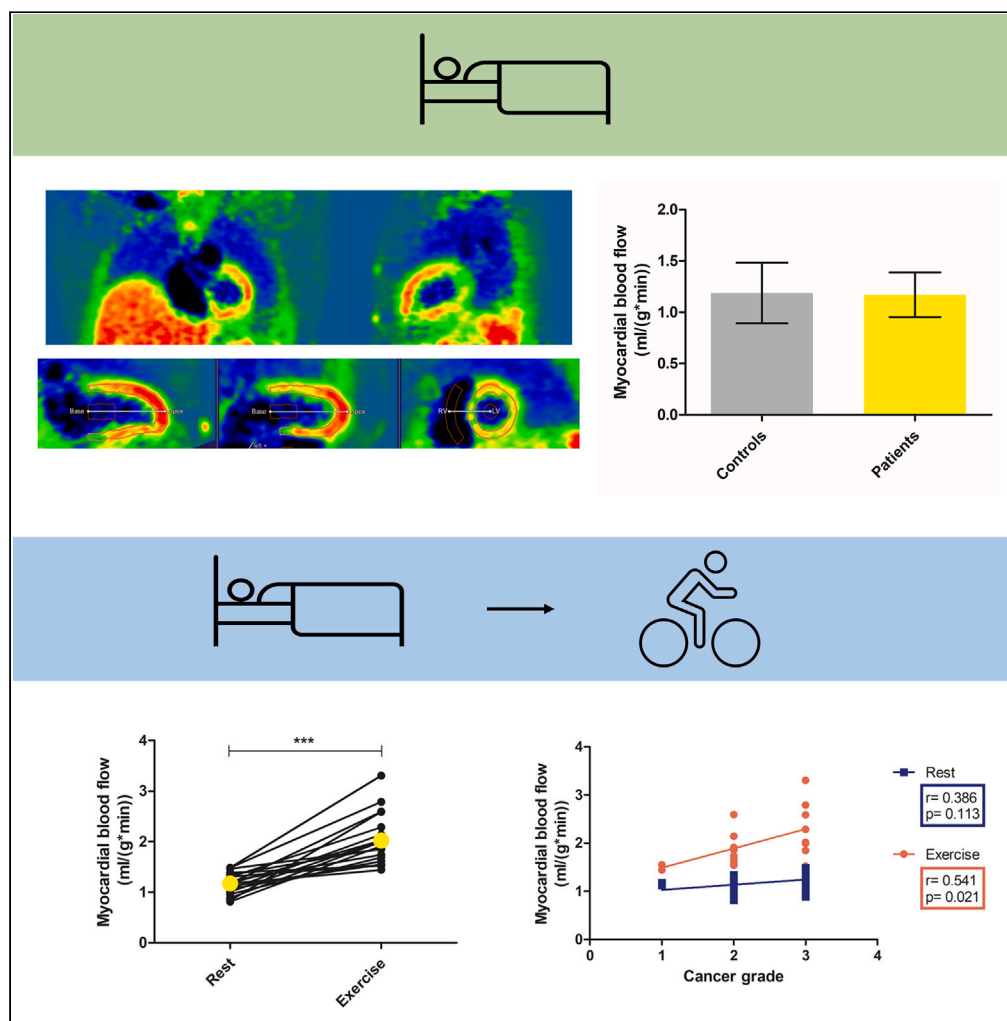 Base
Apex
Base
Apex
left +
RV
LV
Myocardial blood flow
(ml/(g*min))
2.0
1.5
1.0
0.5
0.0
Controls
Patients
Myocardial blood flow
(ml/(g*min))
4
3
2
1
0
***
Rest
Exercise
Myocardial blood flow
(ml/(g*min))
4
3
2
1
0
0
1
2
3
4
Cancer grade
Rest
r= 0.386
p= 0.113
Exercise
r= 0.541
p= 0.021